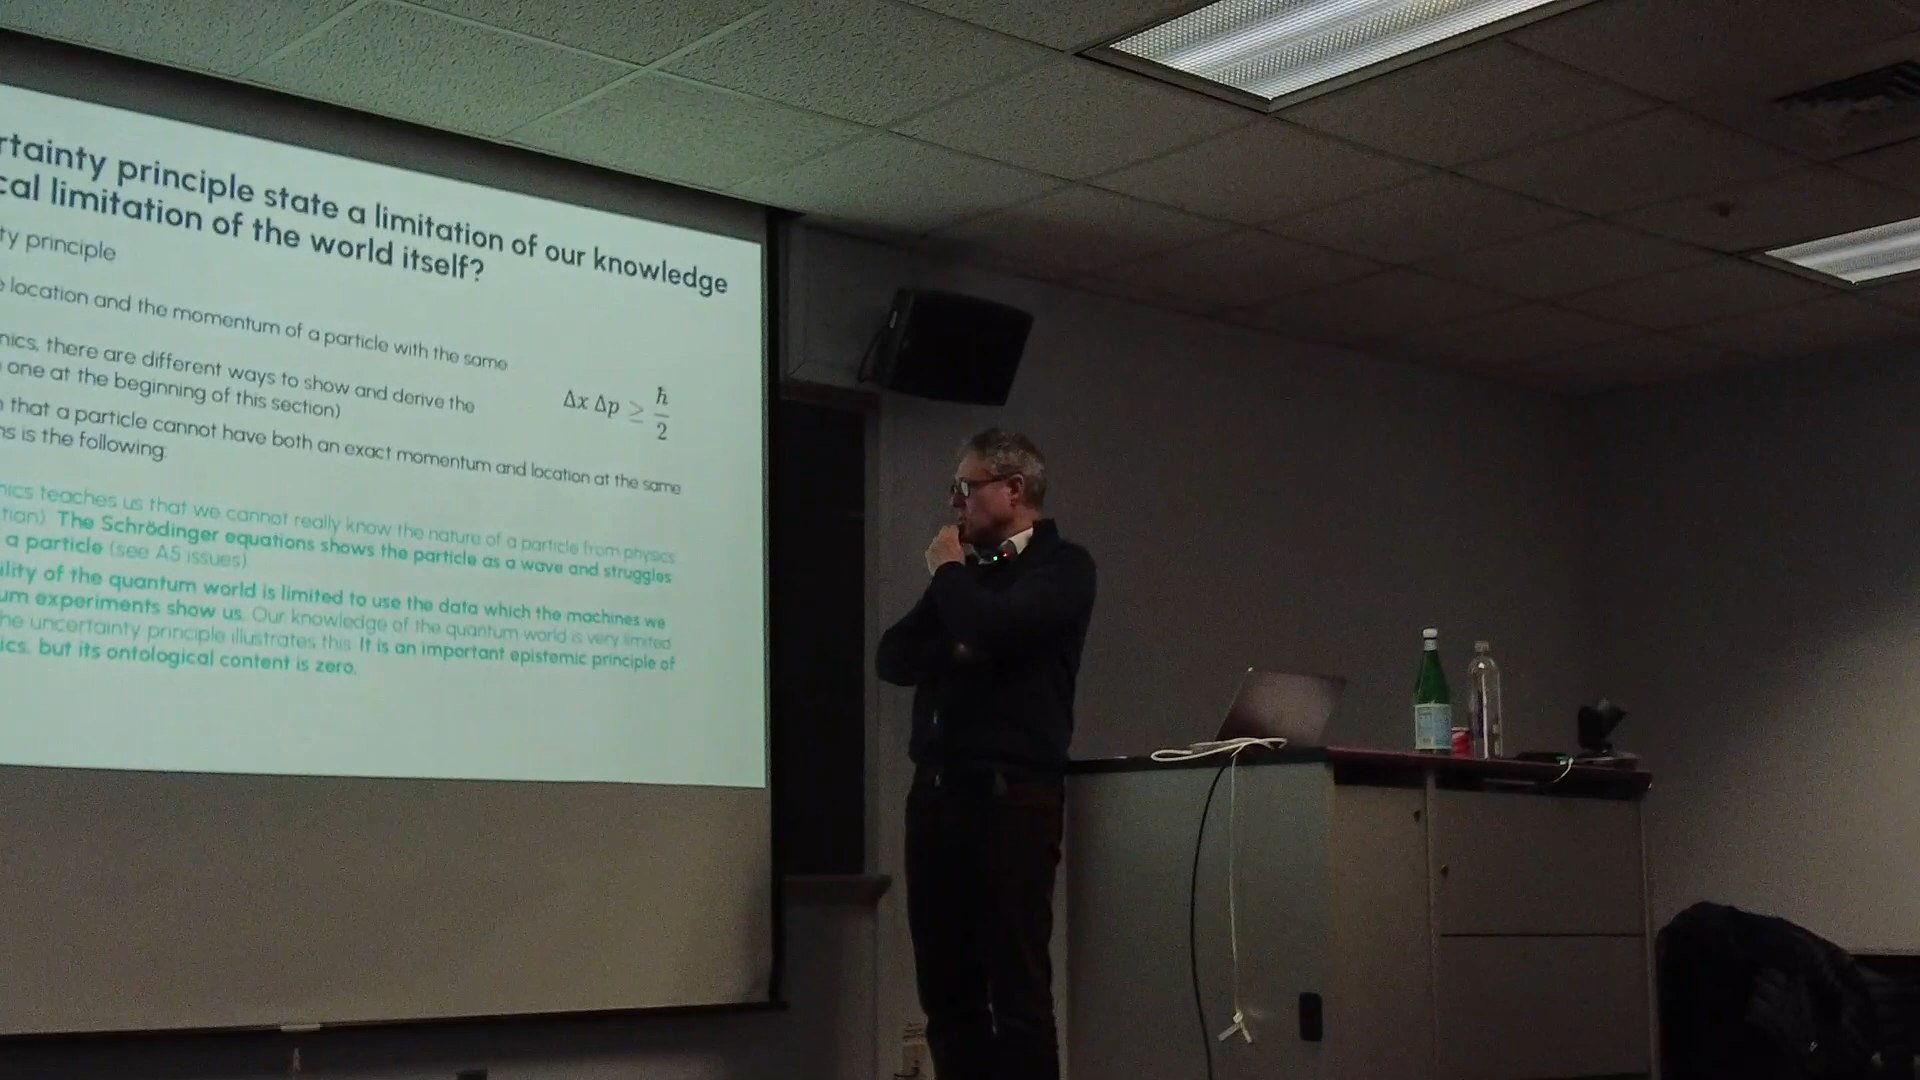 rtainty principle state a limitation of our knowledge
cal limitation of the world itself?
ty principle
location and the momentum of a particle with the same
nics, there are different ways to show and derive the
one at the beginning of this section)
Δx Δp ≥ ħ/2
that a particle cannot have both an exact momentum and location at the same
ns is the following:
nics teaches us that we cannot really know the nature of a particle from physics
tion). The Schrödinger equations shows the particle as a wave and struggles
a particle (see A5 issues).
ility of the quantum world is limited to use the data which the machines we
um experiments show us. Our knowledge of the quantum world is very limited
he uncertainty principle illustrates this. It is an important epistemic principle of
ics, but its ontological content is zero.